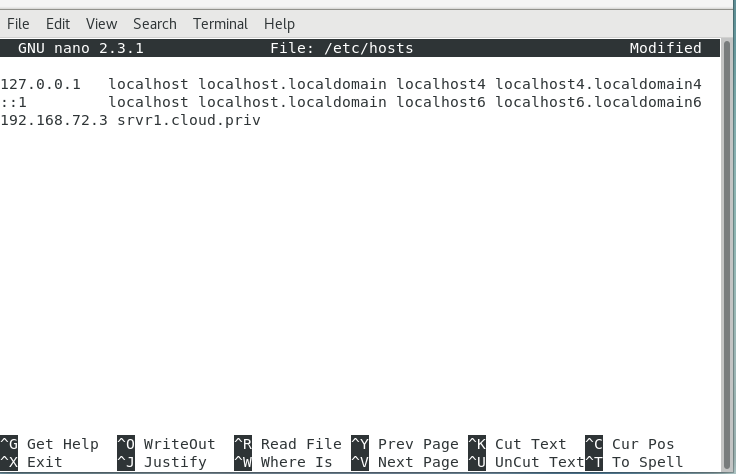 File Edit View Search Terminal Help
GNU nano 2.3.1 File: /etc/hosts Modified
127.0.0.1 localhost localhost.localdomain localhost4 localhost4.localdomain4
::1 localhost localhost.localdomain localhost6 localhost6.localdomain6
192.168.72.3 srvr1.cloud.priv
^G Get Help ^O WriteOut ^R Read File ^Y Prev Page ^K Cut Text ^C Cur Pos
^X Exit ^J Justify ^W Where Is ^V Next Page ^U UnCut Text ^T To Spell